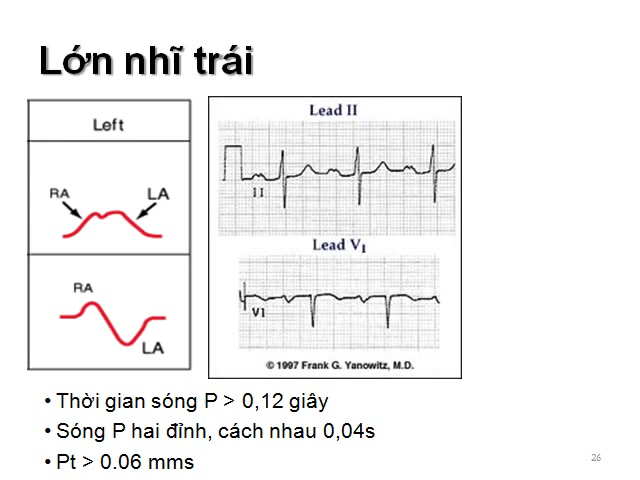 Lớn nhĩ trái
Left
RA
LA
RA
LA
Lead II
II
Lead V1
V1
© 1997 Frank G. Yanowitz, M.D.
• Thời gian sóng P > 0,12 giây
• Sóng P hai đỉnh, cách nhau 0,04s
• Pt > 0.06 mms
26